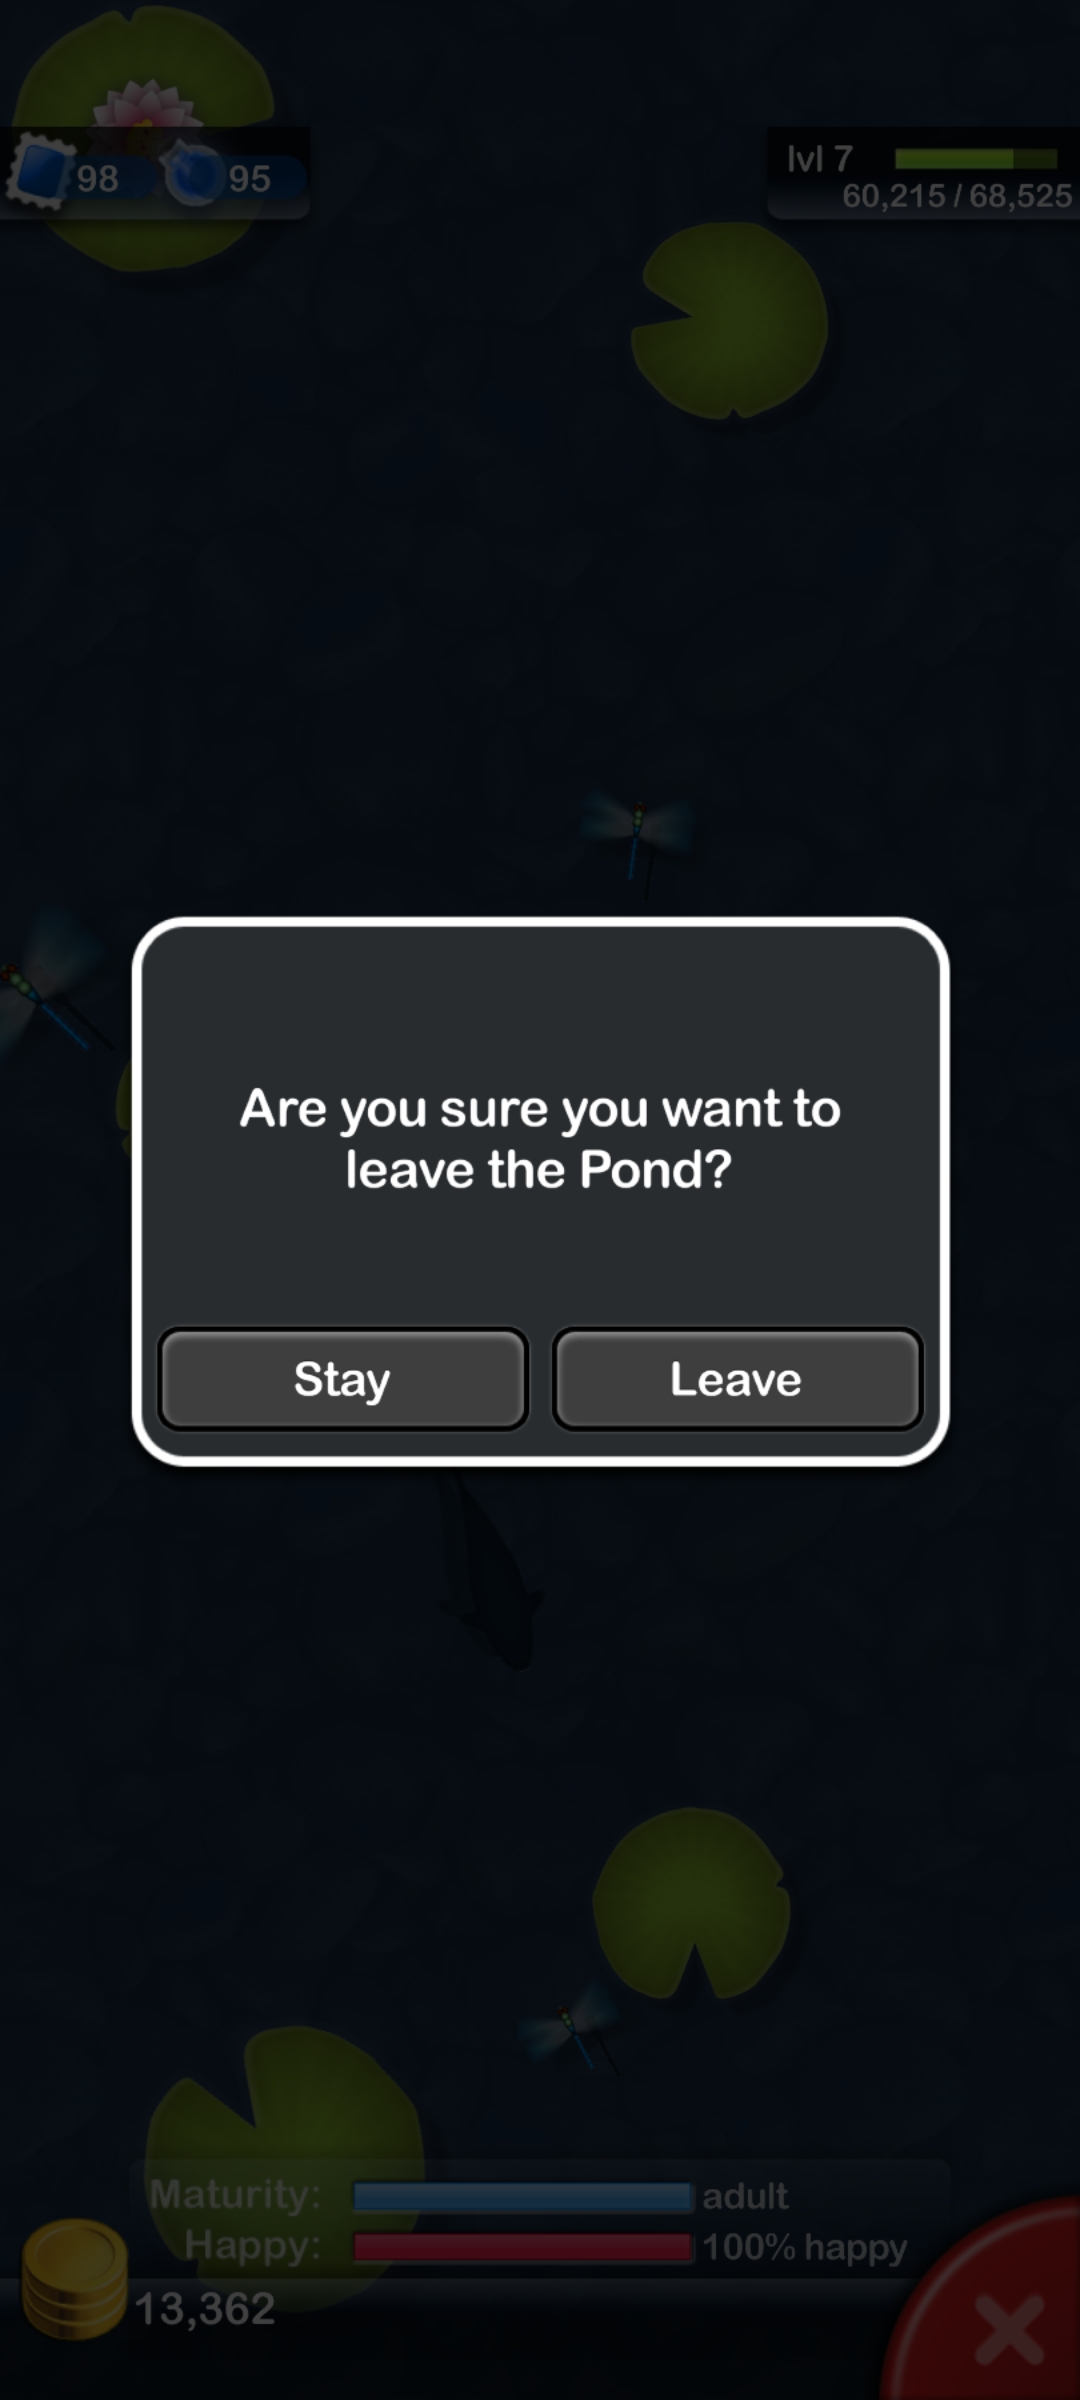 98 95
lvl 7
60,215 / 68,525
Are you sure you want to
leave the Pond?
Stay Leave
Maturity: adult
Happy: 100% happy
13,362